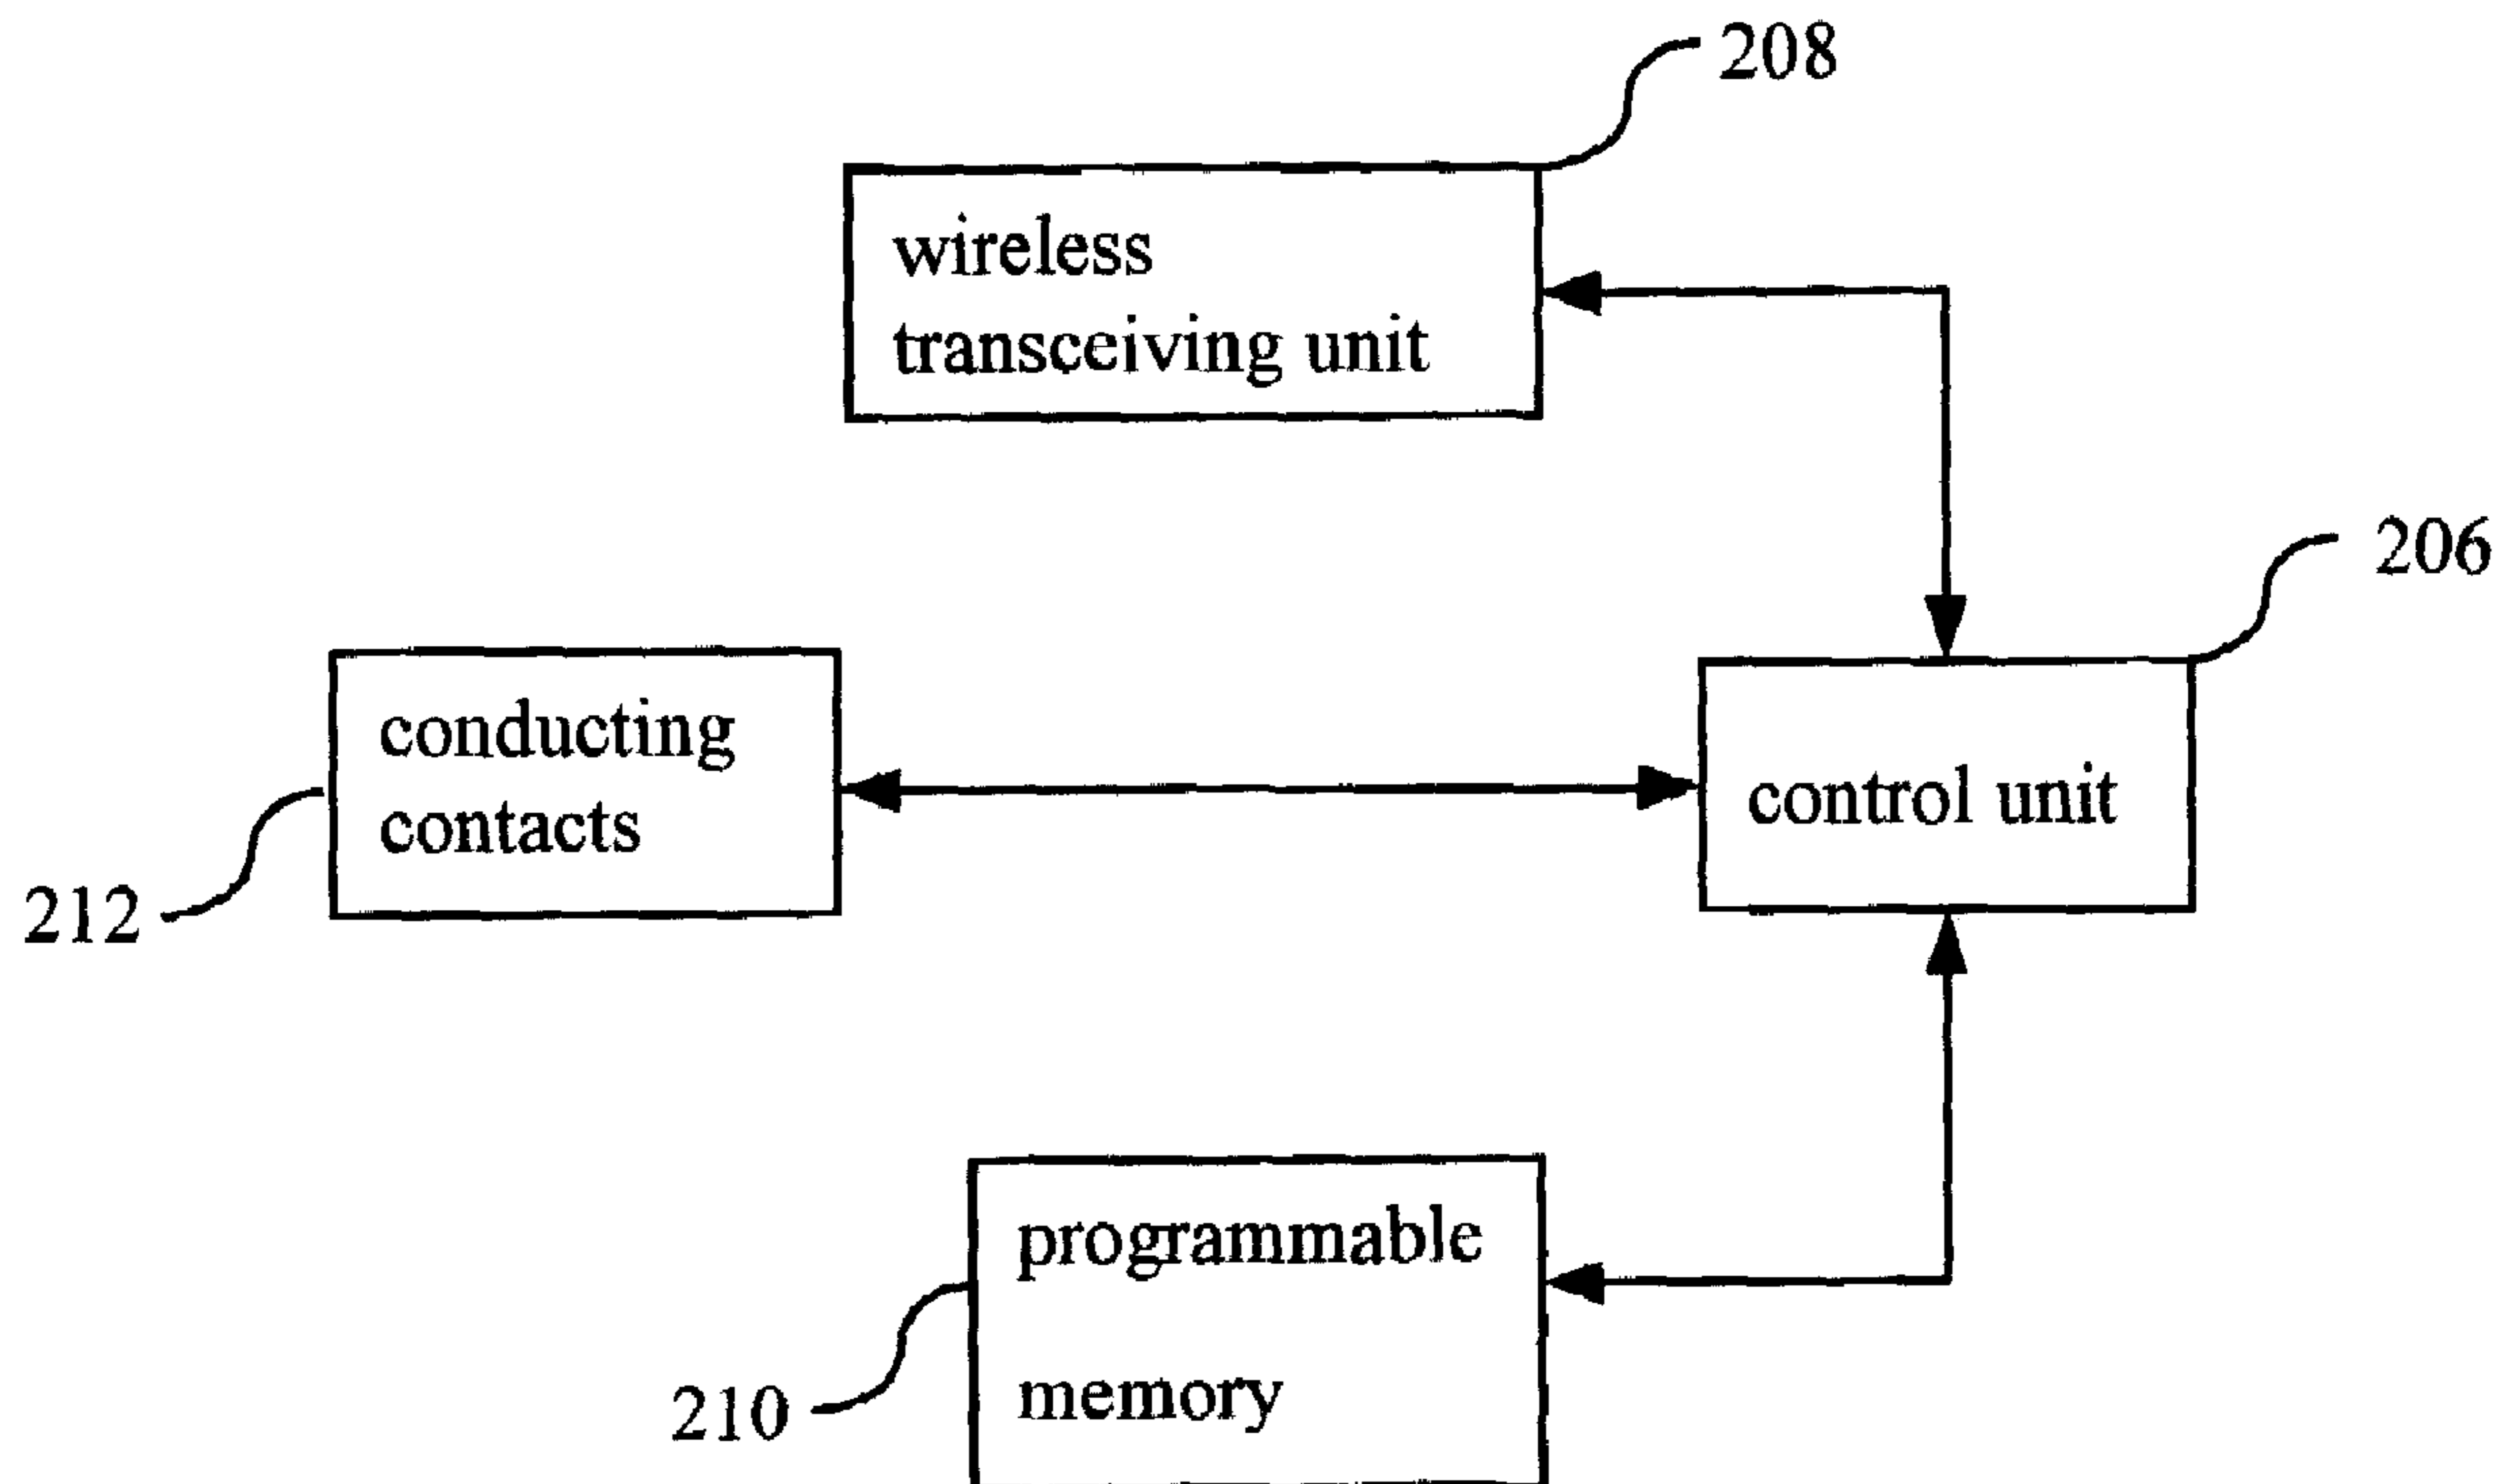 208
wireless
transceiving unit
206
conducting
contacts
control unit
212
programmable
memory
210